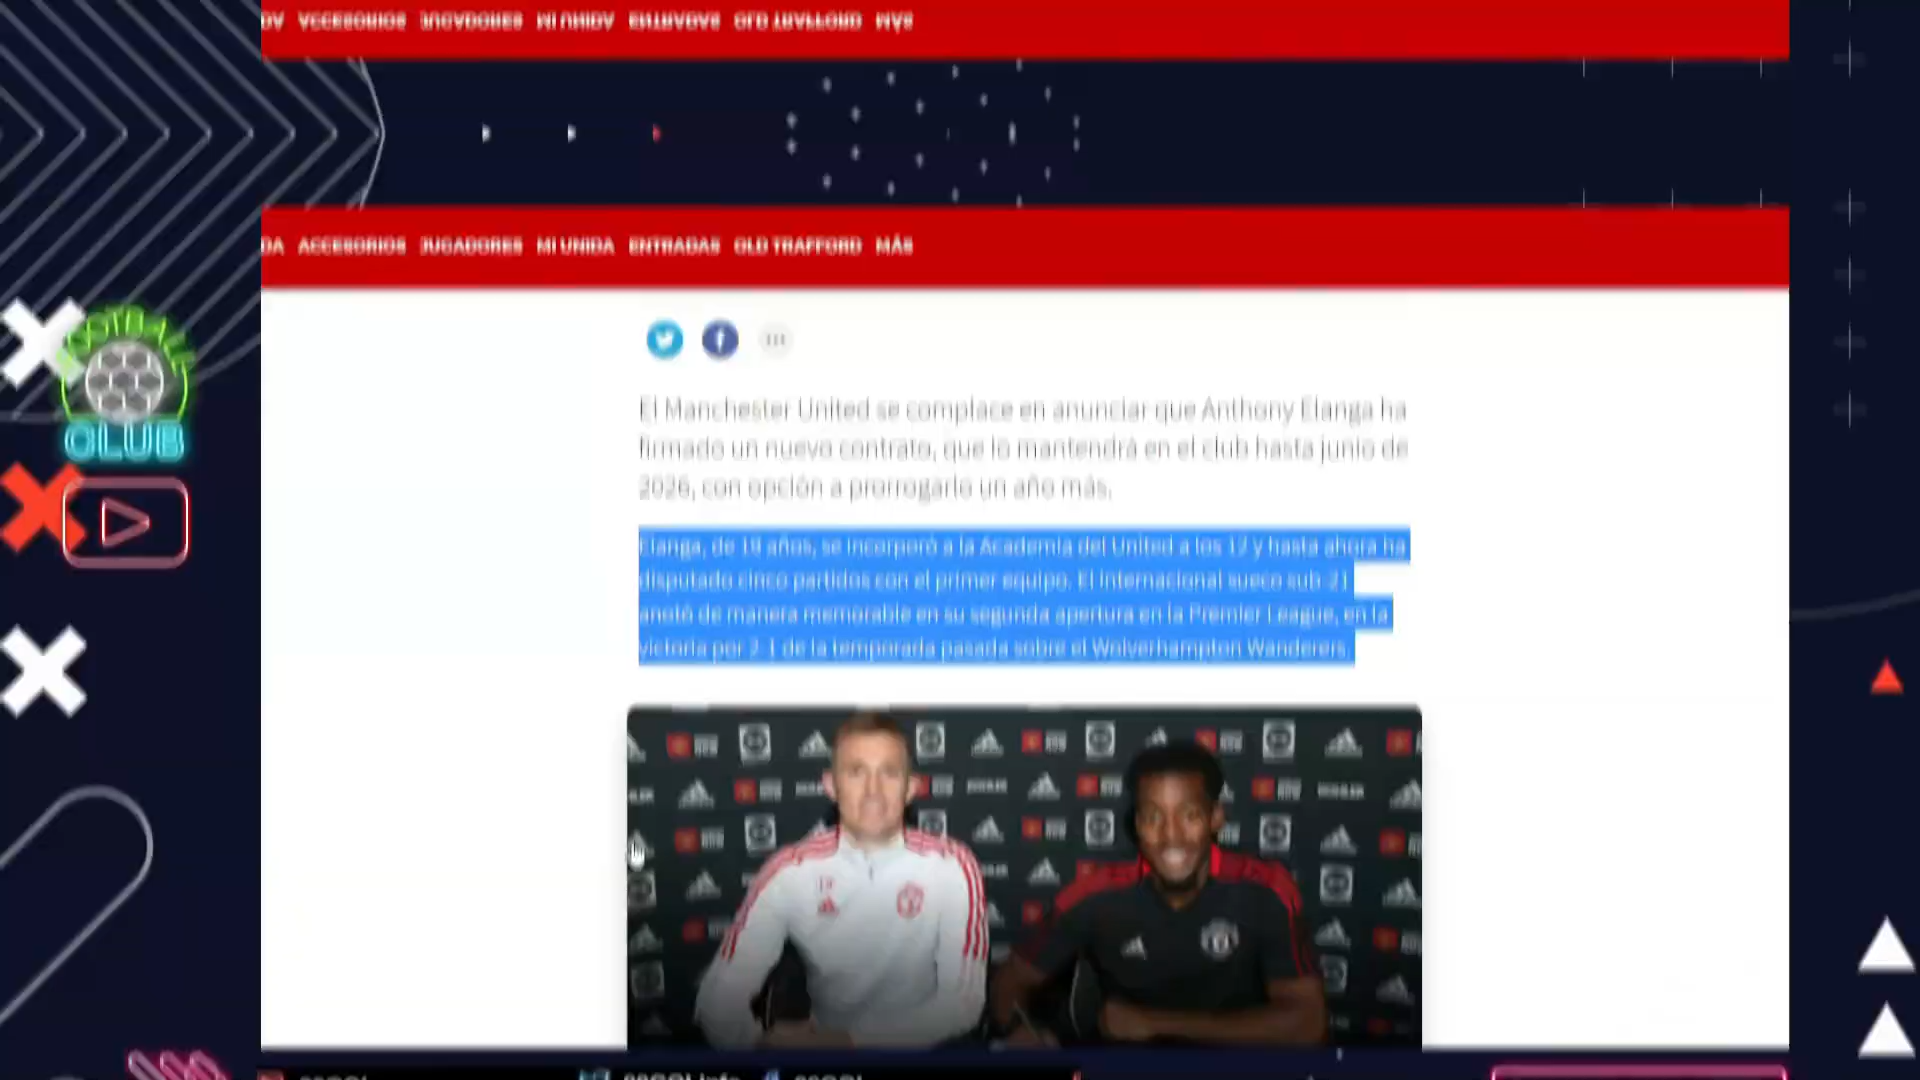 DA ACCESORIOS JUGADORES MI UNIDA ENTRADAS OLD TRAFFORD MÁS
FOOTBALL
CLUB
El Manchester United se complace en anunciar que Anthony Elanga ha
firmado un nuevo contrato, que lo mantendrá en el club hasta junio de
2026, con opción a prorrogarlo un año más.
Elanga, de 19 años, se incorporó a la Academia del United a los 12 y hasta ahora ha
disputado cinco partidos con el primer equipo. El internacional sueco sub-21
anotó de manera memorable en su segunda apertura en la Premier League, en la
victoria por 2-1 de la temporada pasada sobre el Wolverhampton Wanderers.